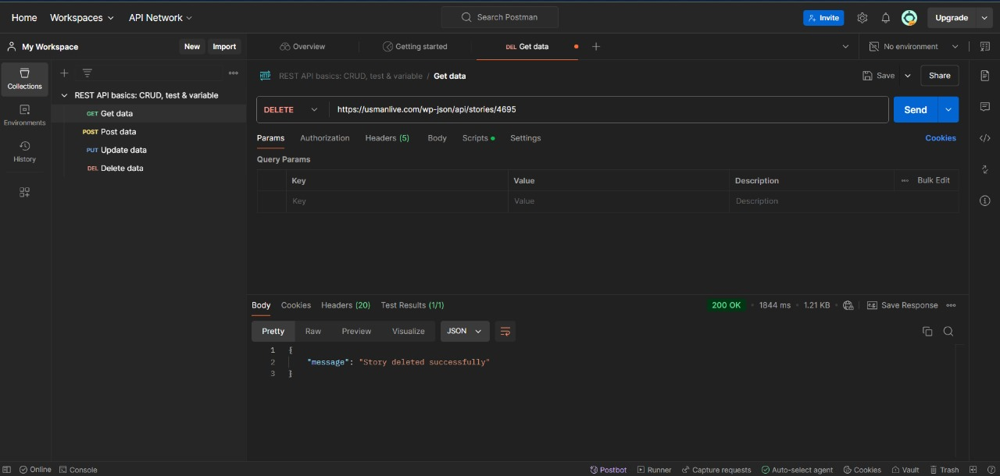 Home Workspaces API Network Search Postman Invite Upgrade
My Workspace New Import Overview Getting started DEL Get data No environment
Collections
Environments
History
REST API basics: CRUD, test & variable
GET Get data
POST Post data
PUT Update data
DEL Delete data
HTTP REST API basics: CRUD, test & variable / Get data Save Share
DELETE https://usmanlive.com/wp-json/api/stories/4695 Send
Params Authorization Headers (5) Body Scripts Settings Cookies
Query Params
Key Value Description Bulk Edit
Key Value Description
Body Cookies Headers (20) Test Results (1/1) 200 OK 1844 ms 1.21 KB e.g. Save Response
Pretty Raw Preview Visualize JSON
1 {
2 "message": "Story deleted successfully"
3 }
Online Console Postbot Runner Capture requests Auto-select agent Cookies Vault Trash